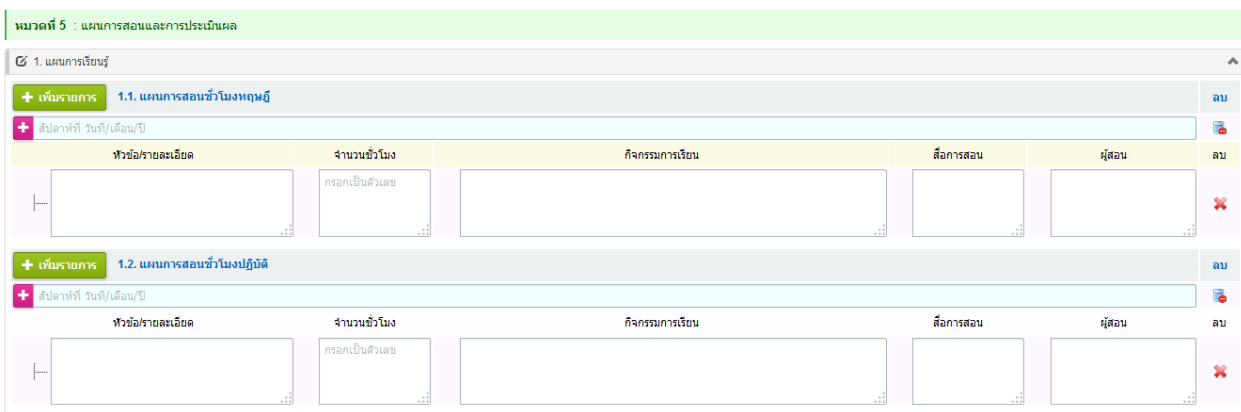 หมวดที่ 5 : แผนการสอนและการประเมินผล
1. แผนการเรียนรู้
+ เพิ่มรายการ 1.1. แผนการสอนชั่วโมงทฤษฎี ลบ
+ สัปดาห์ที่ วันที่/เดือน/ปี
หัวข้อ/รายละเอียด จำนวนชั่วโมง กิจกรรมการเรียน สื่อการสอน ผู้สอน ลบ
กรอกเป็นตัวเลข
+ เพิ่มรายการ 1.2. แผนการสอนชั่วโมงปฏิบัติ ลบ
+ สัปดาห์ที่ วันที่/เดือน/ปี
หัวข้อ/รายละเอียด จำนวนชั่วโมง กิจกรรมการเรียน สื่อการสอน ผู้สอน ลบ
กรอกเป็นตัวเลข